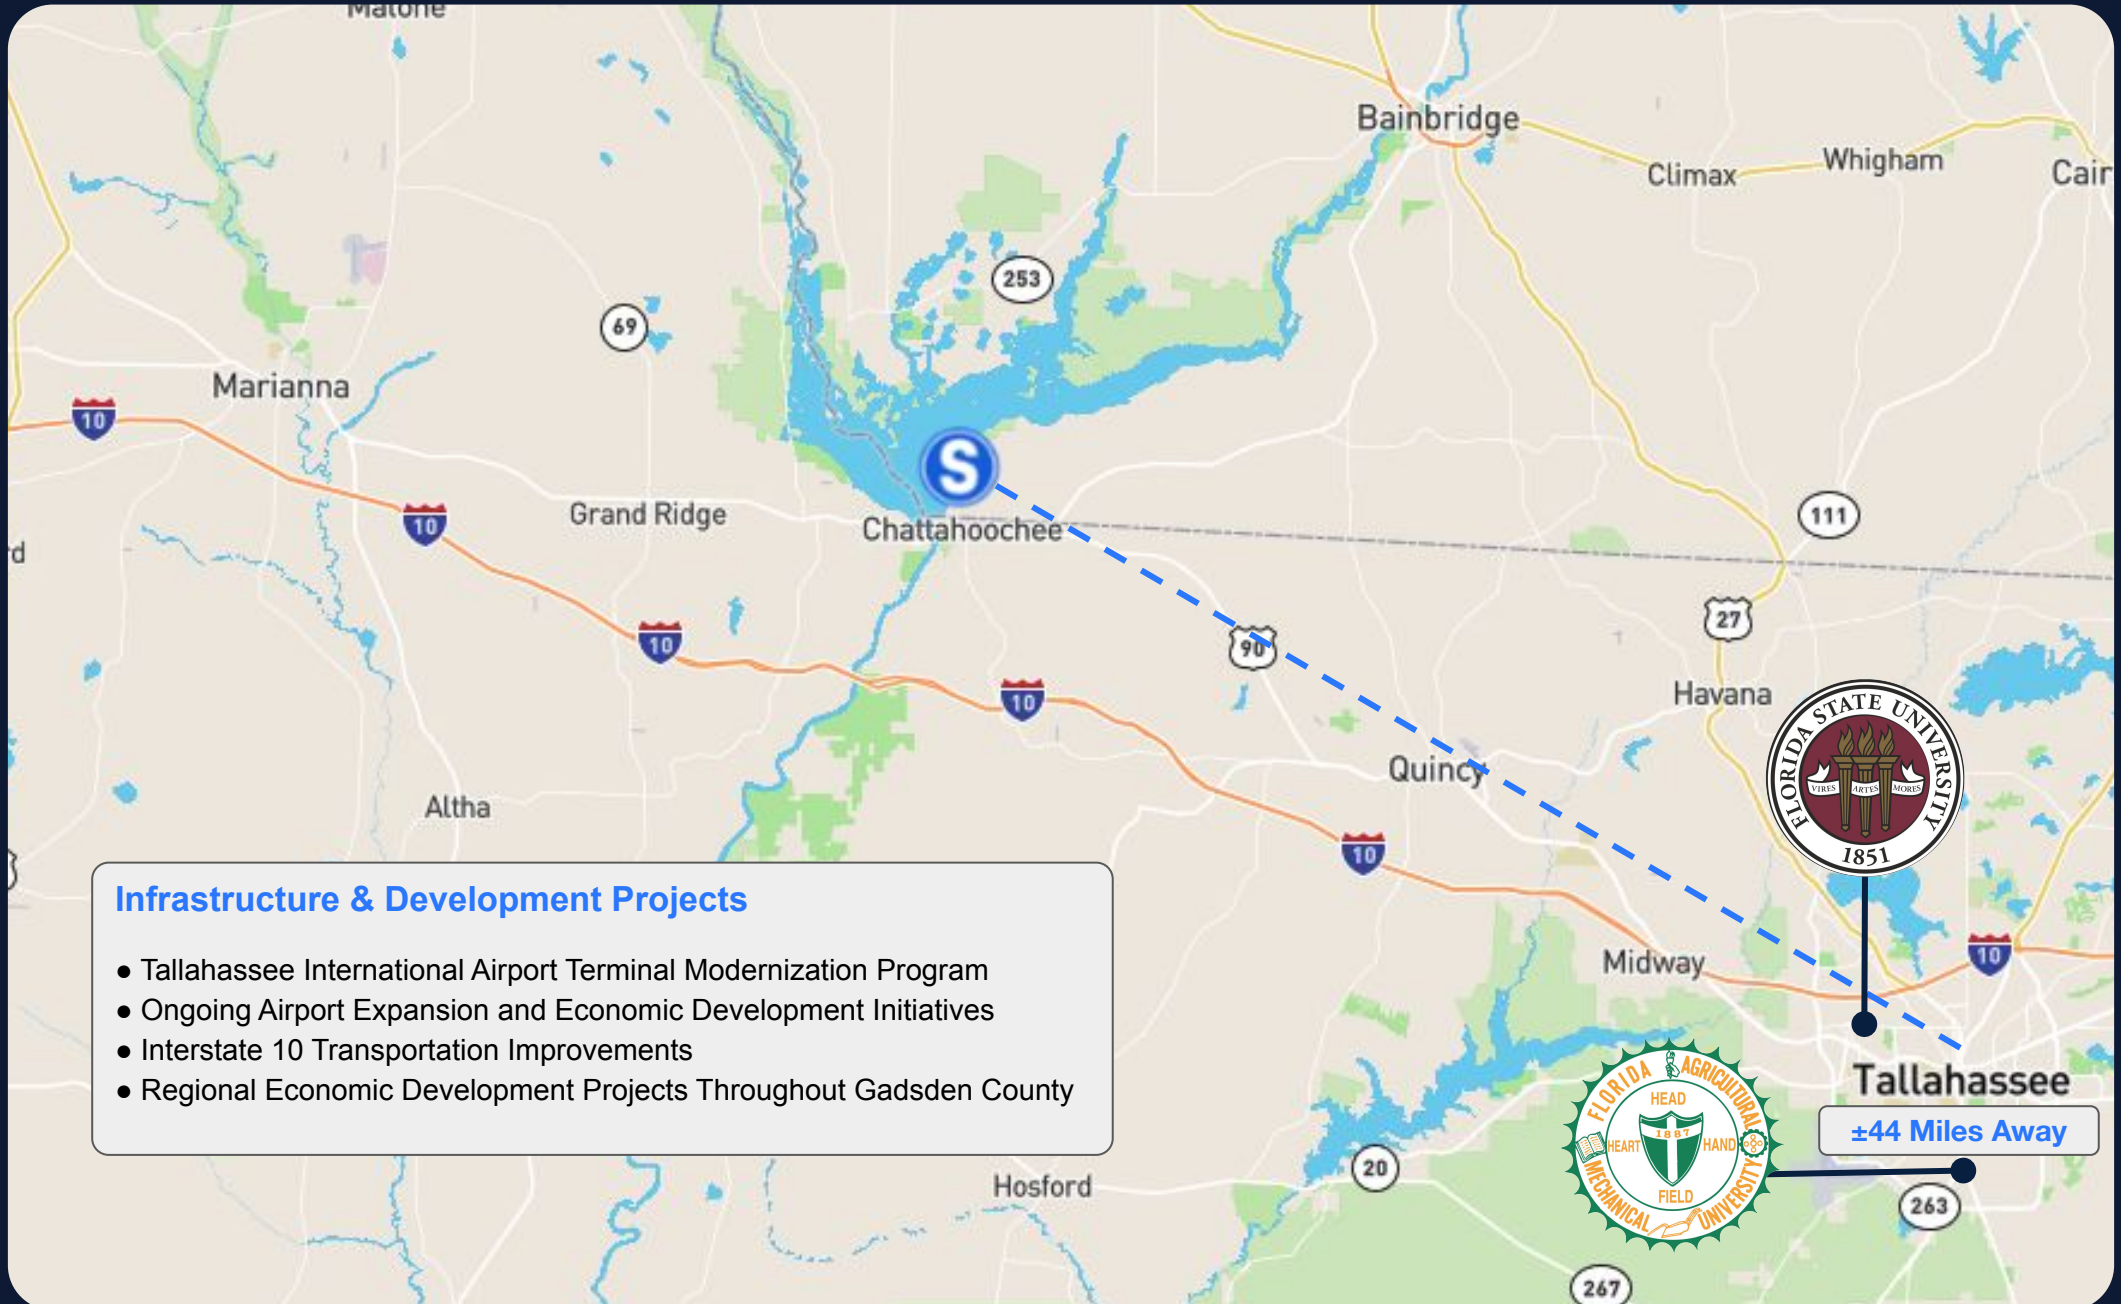 Malone
Bainbridge
Climax
Whigham
Cair
253
69
Marianna
10
S
10
Grand Ridge
Chattahoochee
111
rd
27
90
10
Havana
10
FLORIDA STATE UNIVERSITY
VIRES ARTES MORES
1851
Quincy
Altha
10
Infrastructure & Development Projects
● Tallahassee International Airport Terminal Modernization Program
● Ongoing Airport Expansion and Economic Development Initiatives
● Interstate 10 Transportation Improvements
● Regional Economic Development Projects Throughout Gadsden County
Midway
10
Tallahassee
±44 Miles Away
FLORIDA AGRICULTURAL
HEAD
1887
HEART HAND
FIELD
MECHANICAL UNIVERSITY
20
Hosford
263
267